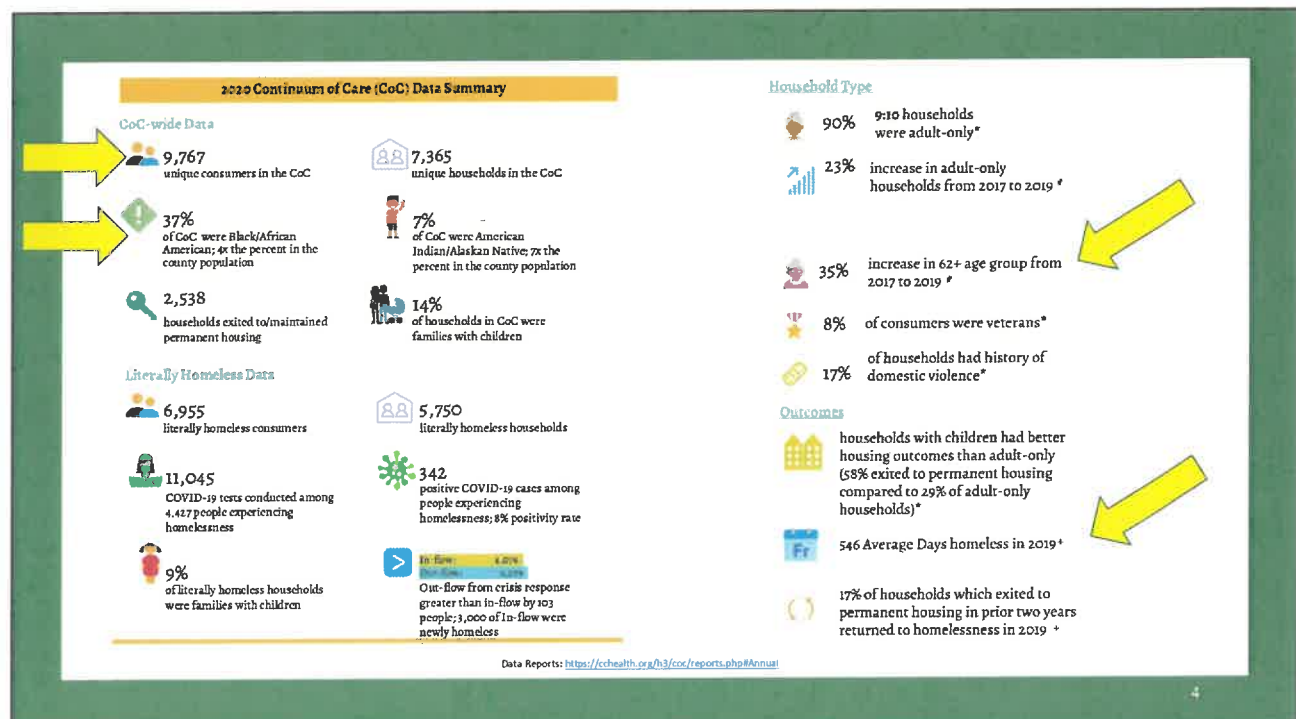 2020 Continuum of Care (CoC) Data Summary
CoC-wide Data
9,767
unique consumers in the CoC
7,365
unique households in the CoC
37%
of CoC were Black/African
American; 4x the percent in the
county population
7%
of CoC were American
Indian/Alaskan Native; 7x the
percent in the county population
2,538
households exited to/maintained
permanent housing
14%
of households in CoC were
families with children
Literally Homeless Data
6,955
literally homeless consumers
5,750
literally homeless households
11,045
COVID-19 tests conducted among
4,427 people experiencing
homelessness
342
positive COVID-19 cases among
people experiencing
homelessness; 8% positivity rate
9%
of literally homeless households
were families with children
In-flow:
Out-flow:
Out-flow from crisis response
greater than in-flow by 103
people; 3,000 of In-flow were
newly homeless
Household Type
90% 9:10 households
were adult-only*
23% increase in adult-only
households from 2017 to 2019 #
35% increase in 62+ age group from
2017 to 2019 #
8% of consumers were veterans*
17% of households had history of
domestic violence*
Outcomes
households with children had better
housing outcomes than adult-only
(58% exited to permanent housing
compared to 29% of adult-only
households)*
Fr
546 Average Days homeless in 2019+
17% of households which exited to
permanent housing in prior two years
returned to homelessness in 2019 +
Data Reports: https://cchealth.org/h3/coc/reports.php#Annual
4